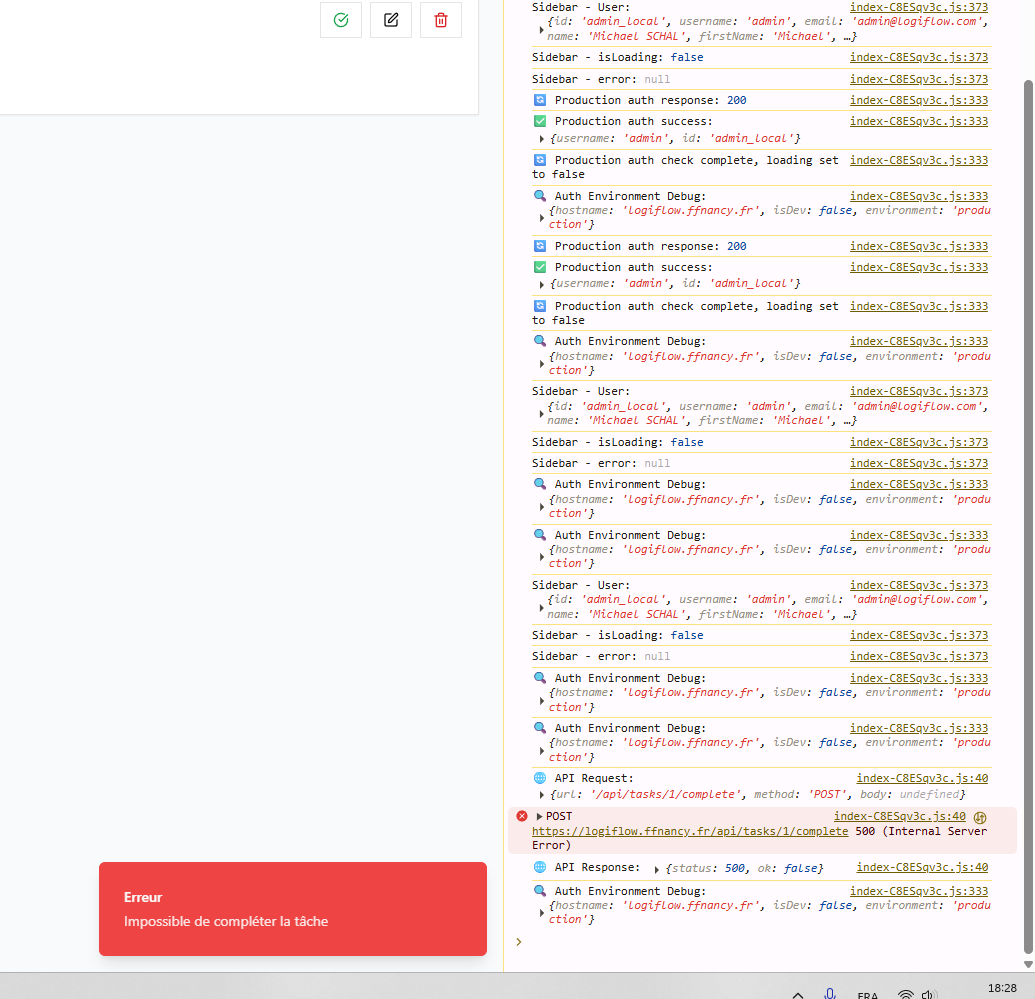 Sidebar - User: index-C8ESqv3c.js:373
{id: 'admin_local', username: 'admin', email: 'admin@logiflow.com',
name: 'Michael SCHAL', firstName: 'Michael', …}
Sidebar - isLoading: false index-C8ESqv3c.js:373
Sidebar - error: null index-C8ESqv3c.js:373
Production auth response: 200 index-C8ESqv3c.js:333
Production auth success: index-C8ESqv3c.js:333
{username: 'admin', id: 'admin_local'}
Production auth check complete, loading set index-C8ESqv3c.js:333
to false
Auth Environment Debug: index-C8ESqv3c.js:333
{hostname: 'logiflow.ffnancy.fr', isDev: false, environment: 'produ
ction'}
Production auth response: 200 index-C8ESqv3c.js:333
Production auth success: index-C8ESqv3c.js:333
{username: 'admin', id: 'admin_local'}
Production auth check complete, loading set index-C8ESqv3c.js:333
to false
Auth Environment Debug: index-C8ESqv3c.js:333
{hostname: 'logiflow.ffnancy.fr', isDev: false, environment: 'produ
ction'}
Sidebar - User: index-C8ESqv3c.js:373
{id: 'admin_local', username: 'admin', email: 'admin@logiflow.com',
name: 'Michael SCHAL', firstName: 'Michael', …}
Sidebar - isLoading: false index-C8ESqv3c.js:373
Sidebar - error: null index-C8ESqv3c.js:373
Auth Environment Debug: index-C8ESqv3c.js:333
{hostname: 'logiflow.ffnancy.fr', isDev: false, environment: 'produ
ction'}
Auth Environment Debug: index-C8ESqv3c.js:333
{hostname: 'logiflow.ffnancy.fr', isDev: false, environment: 'produ
ction'}
Sidebar - User: index-C8ESqv3c.js:373
{id: 'admin_local', username: 'admin', email: 'admin@logiflow.com',
name: 'Michael SCHAL', firstName: 'Michael', …}
Sidebar - isLoading: false index-C8ESqv3c.js:373
Sidebar - error: null index-C8ESqv3c.js:373
Auth Environment Debug: index-C8ESqv3c.js:333
{hostname: 'logiflow.ffnancy.fr', isDev: false, environment: 'produ
ction'}
Auth Environment Debug: index-C8ESqv3c.js:333
{hostname: 'logiflow.ffnancy.fr', isDev: false, environment: 'produ
ction'}
API Request: index-C8ESqv3c.js:40
{url: '/api/tasks/1/complete', method: 'POST', body: undefined}
POST index-C8ESqv3c.js:40
https://logiflow.ffnancy.fr/api/tasks/1/complete 500 (Internal Server
Error)
API Response: {status: 500, ok: false} index-C8ESqv3c.js:40
Auth Environment Debug: index-C8ESqv3c.js:333
{hostname: 'logiflow.ffnancy.fr', isDev: false, environment: 'produ
ction'}
Erreur
Impossible de compléter la tâche
FRA
18:28